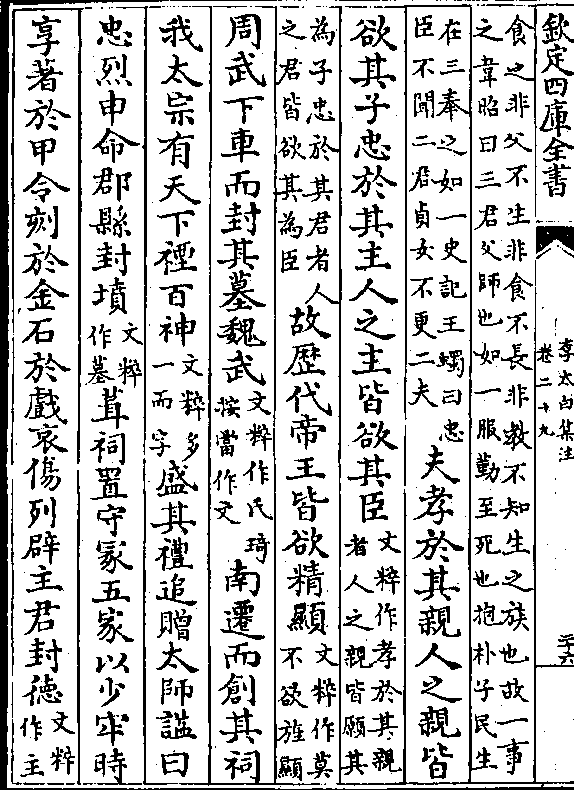 欽定四庫全書
李太白集注
卷二十九
二十六
食之非父不生非食不長非教不知生之族也故一事
之韋昭曰三君父師也如一服勤至死也抱朴子民生
在三奉之如一史記王蠋曰忠
臣不間二君貞女不更二夫
夫孝於其親人之親皆
欲其子忠於其主人之主皆欲其臣
文粹作孝於其親
者人之親皆願其
為子忠於其君者人
之君皆欲其為臣
故歴代帝王皆欲精顯
文粹作莫
不欲旌顯
周武下車而封其墓魏武
文粹作氏琦
按當作文
南遷而創其祠
我太宗有天下禋百神
文粹多
一而字
盛其禮追贈太師諡曰
忠烈申命郡縣封墳
文粹
作墓
葺祠置守冢五家以少牢時
享著於甲令刻於金石於戲哀傷列辟主君封德
文粹
作主